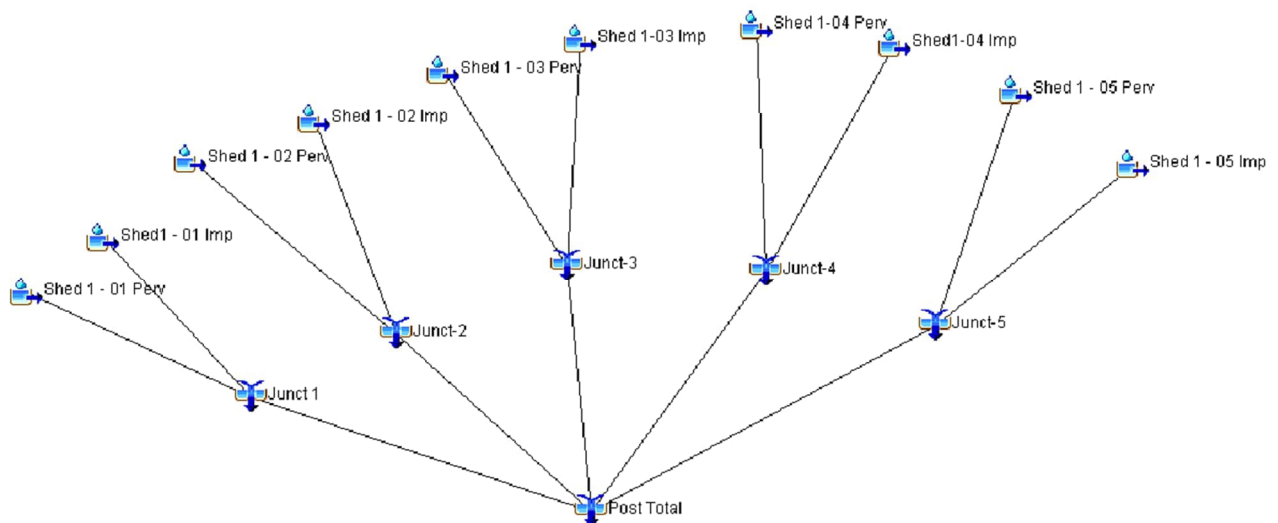 Shed 1-04 Perv
Shed 1-03 Imp
Shed1-04 Imp
Shed 1 - 03 Perv
Shed 1 - 05 Perv
Shed 1 - 02 Imp
Shed 1 - 02 Perv
Shed 1 - 05 Imp
Shed1 - 01 Imp
Junct-3
Junct-4
Shed 1 - 01 Perv
Junct-5
Junct-2
Junct 1
Post Total